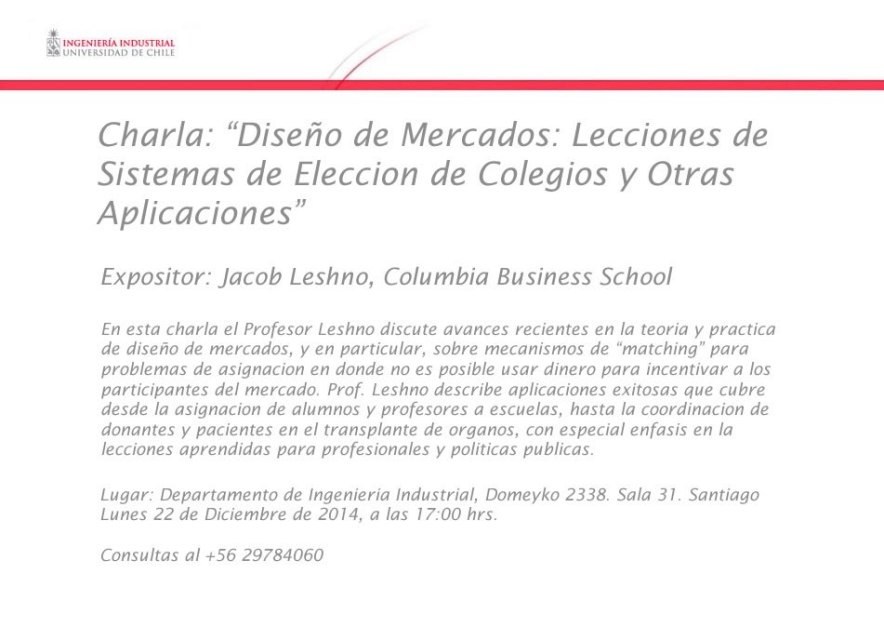 INGENIERÍA INDUSTRIAL
UNIVERSIDAD DE CHILE
Charla: “Diseño de Mercados: Lecciones de
Sistemas de Eleccion de Colegios y Otras
Aplicaciones”
Expositor: Jacob Leshno, Columbia Business School
En esta charla el Profesor Leshno discute avances recientes en la teoria y practica
de diseño de mercados, y en particular, sobre mecanismos de “matching” para
problemas de asignacion en donde no es posible usar dinero para incentivar a los
participantes del mercado. Prof. Leshno describe aplicaciones exitosas que cubre
desde la asignacion de alumnos y profesores a escuelas, hasta la coordinacion de
donantes y pacientes en el transplante de organos, con especial enfasis en la
lecciones aprendidas para profesionales y politicas publicas.
Lugar: Departamento de Ingenieria Industrial, Domeyko 2338. Sala 31. Santiago
Lunes 22 de Diciembre de 2014, a las 17:00 hrs.
Consultas al +56 29784060